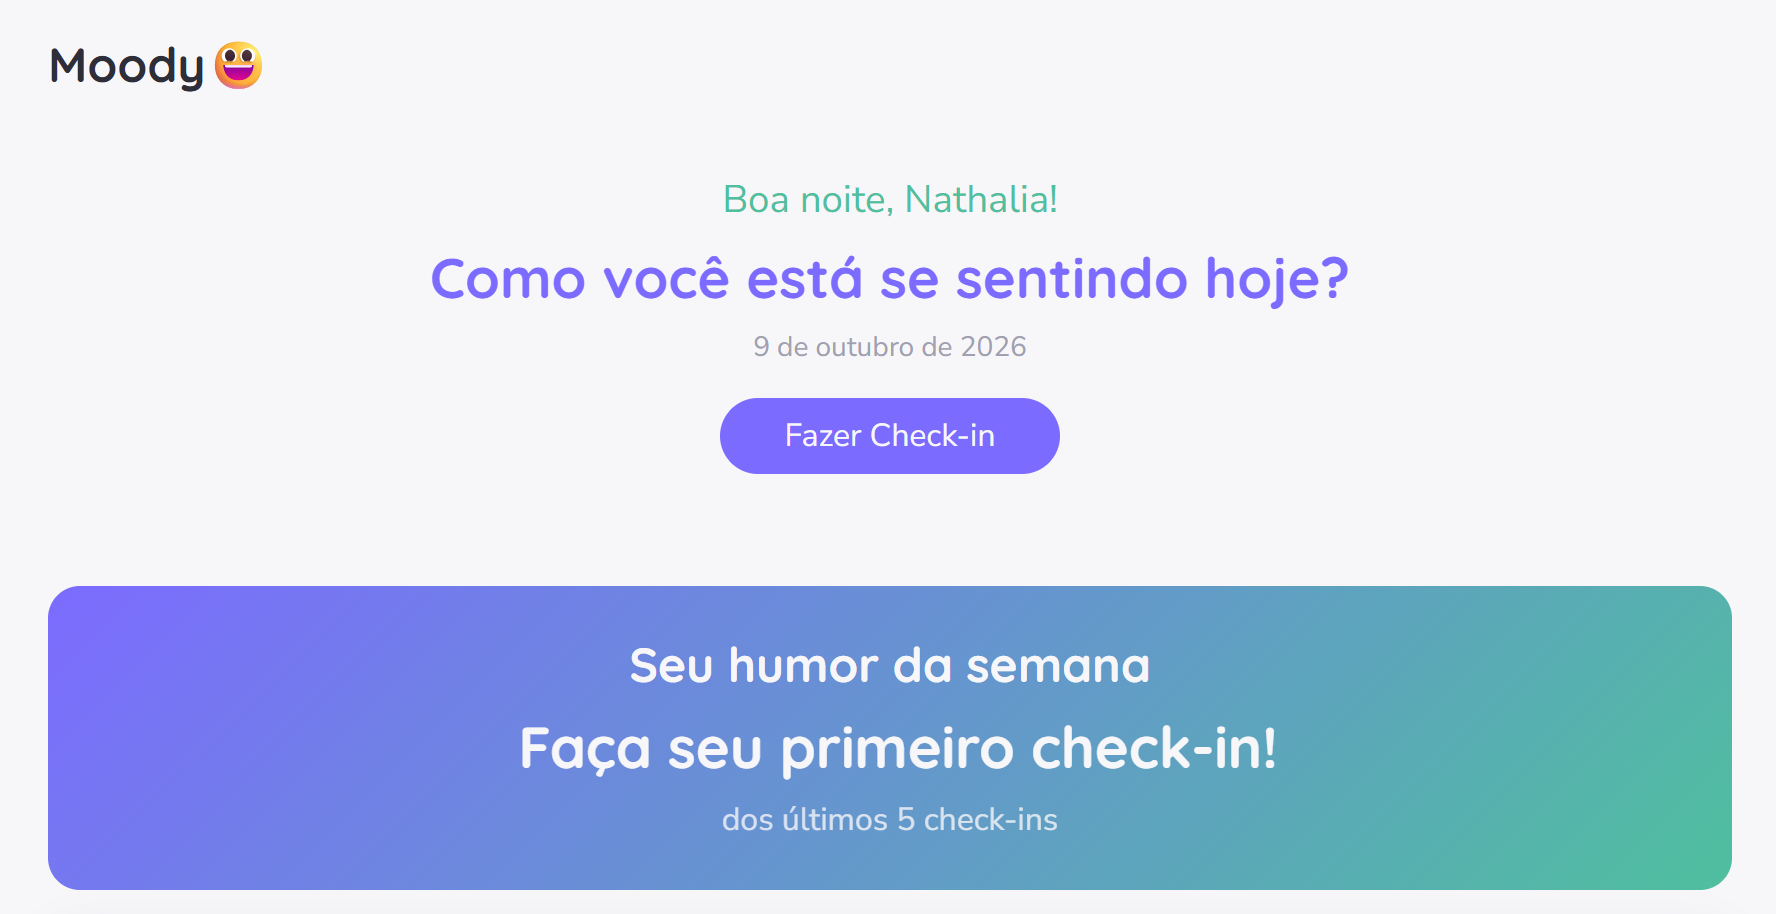 Moody
Boa noite, Nathalia!
Como você está se sentindo hoje?
9 de outubro de 2026
Fazer Check-in
Seu humor da semana
Faça seu primeiro check-in!
dos últimos 5 check-ins